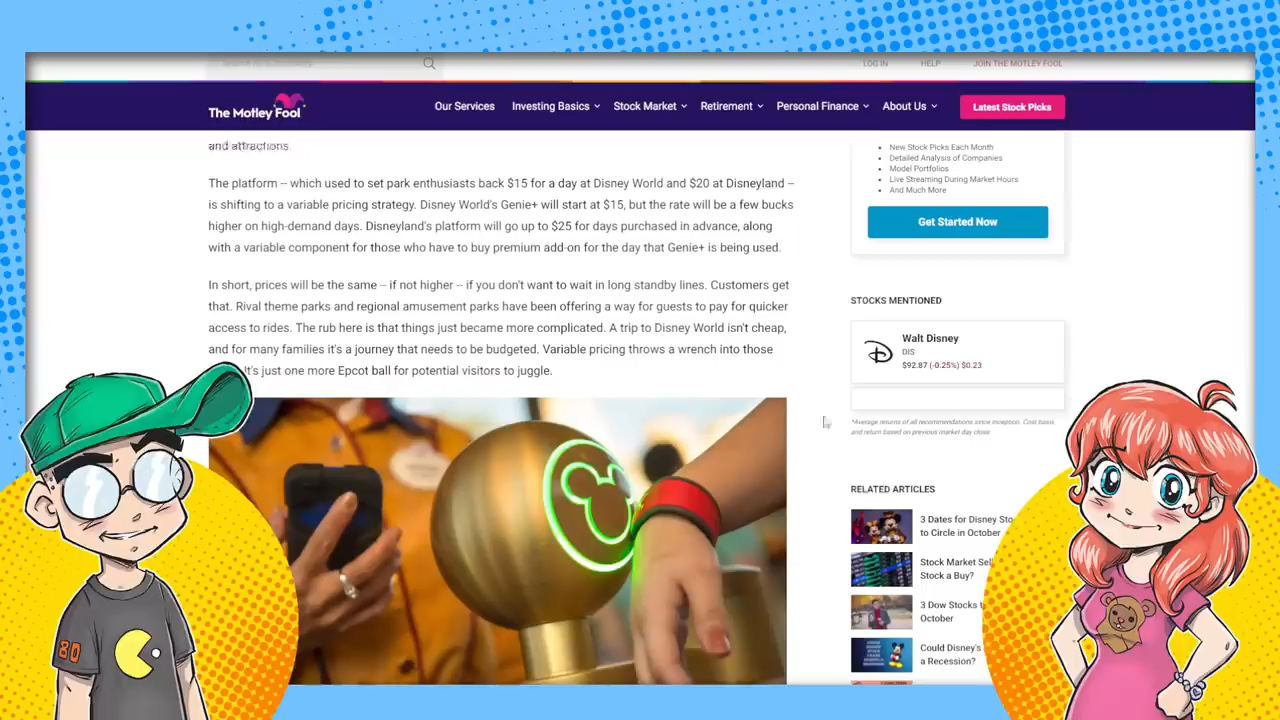 LOG IN
HELP
JOIN THE MOTLEY FOOL
The Motley Fool
Our Services
Investing Basics
Stock Market
Retirement
Personal Finance
About Us
Latest Stock Picks
and attractions.
The platform -- which used to set park enthusiasts back $15 for a day at Disney World and $20 at Disneyland --
is shifting to a variable pricing strategy. Disney World's Genie+ will start at $15, but the rate will be a few bucks
higher on high-demand days. Disneyland's platform will go up to $25 for days purchased in advance, along
with a variable component for those who have to buy premium add-on for the day that Genie+ is being used.
In short, prices will be the same -- if not higher -- if you don't want to wait in long standby lines. Customers get
that. Rival theme parks and regional amusement parks have been offering a way for guests to pay for quicker
access to rides. The rub here is that things just became more complicated. A trip to Disney World isn't cheap,
and for many families it's a journey that needs to be budgeted. Variable pricing throws a wrench into those
It's just one more Epcot ball for potential visitors to juggle.
New Stock Picks Each Month
Detailed Analysis of Companies
Model Portfolios
Live Streaming During Market Hours
And Much More
Get Started Now
STOCKS MENTIONED
Walt Disney
DIS
$92.87 (-0.25%) $0.23
*Average returns of all recommendations since inception. Cost basis
and return based on previous market day close.
RELATED ARTICLES
3 Dates for Disney Sto
to Circle in October
Stock Market Sel
Stock a Buy?
3 Dow Stocks t
October
Could Disney's
a Recession?
80